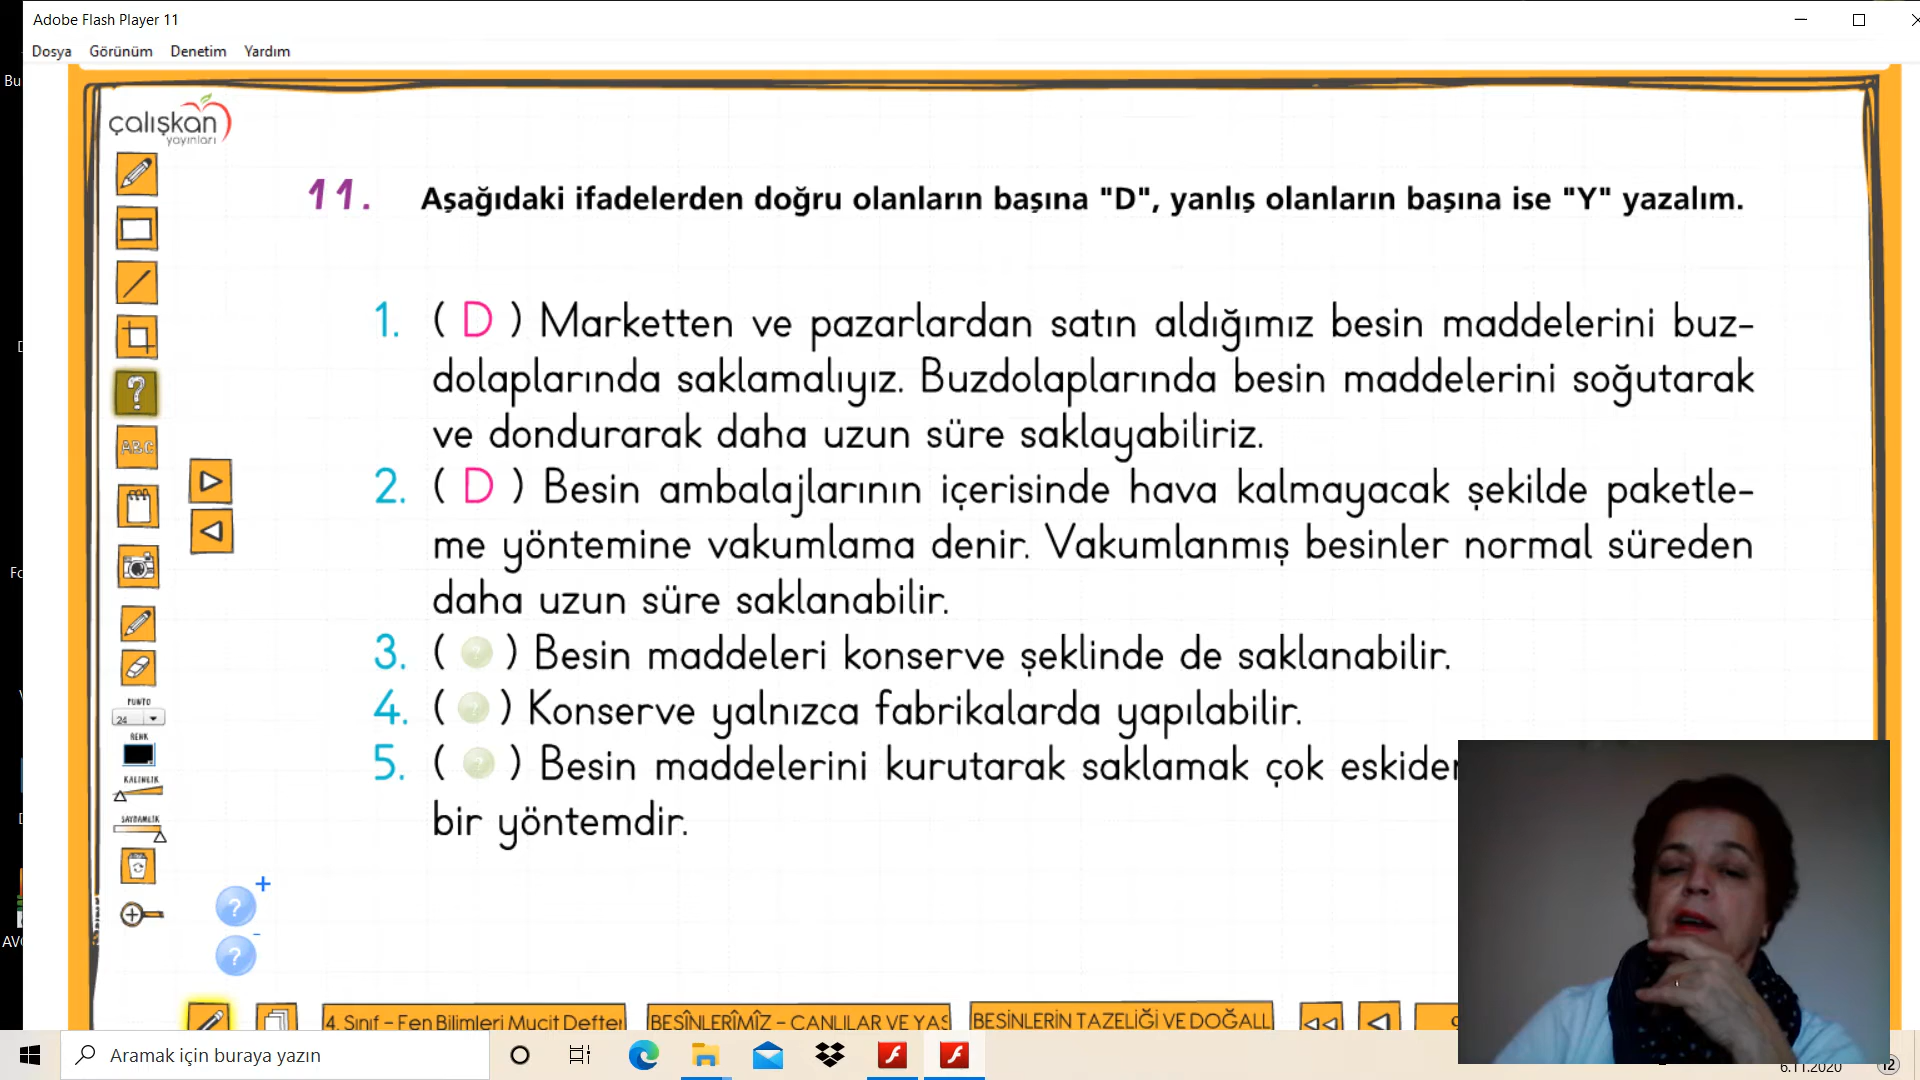 Adobe Flash Player 11
Dosya Görünüm Denetim Yardım
Bu
çalışkan
yayınları
11. Aşağıdaki ifadelerden doğru olanların başına "D", yanlış olanların başına ise "Y" yazalım.
1. ( D ) Marketten ve pazarlardan satın aldığımız besin maddelerini buz-
dolaplarında saklamalıyız. Buzdolaplarında besin maddelerini soğutarak
ve dondurarak daha uzun süre saklayabiliriz.
2. ( D ) Besin ambalajlarının içerisinde hava kalmayacak şekilde paketle-
me yöntemine vakumlama denir. Vakumlanmış besinler normal süreden
daha uzun süre saklanabilir.
3. ( ? ) Besin maddeleri konserve şeklinde de saklanabilir.
4. ( ? ) Konserve yalnızca fabrikalarda yapılabilir.
5. ( ? ) Besin maddelerini kurutarak saklamak çok eskiden
bir yöntemdir.
ABC
PUNTO
24
RENK
KALINLIK
SAYDAMLIK
? +
? -
4. Sınıf - Fen Bilimleri Mucit Defter BESİNLERİMİZ - CANLILAR VE YAŞ BESİNLERİN TAZELİĞİ VE DOĞALL
Aramak için buraya yazın
6.11.2020
12